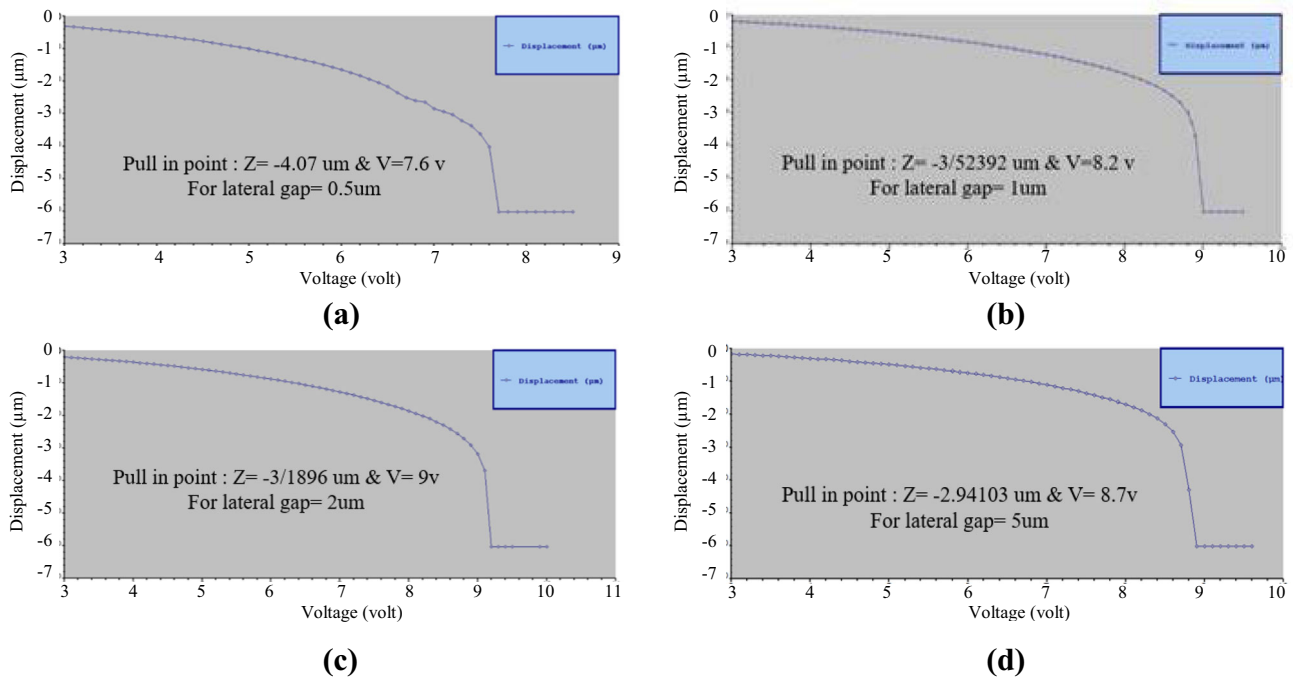 0
-1
-2
-3
-4
-5
-6
-7
Displacement (µm)
Displacement (µm)
Pull in point : Z= -4.07 um & V=7.6 v
For lateral gap= 0.5um
3 4 5 6 7 8 9
Voltage (volt)
(a)
0
-1
-2
-3
-4
-5
-6
-7
Displacement (µm)
Displacement (µm)
Pull in point : Z= -3/52392 um & V=8.2 v
For lateral gap= 1um
3 4 5 6 7 8 9 10
Voltage (volt)
(b)
0
-1
-2
-3
-4
-5
-6
-7
Displacement (µm)
Displacement (µm)
Pull in point : Z= -3/1896 um & V= 9v
For lateral gap= 2um
3 4 5 6 7 8 9 10 11
Voltage (volt)
(c)
0
-1
-2
-3
-4
-5
-6
-7
Displacement (µm)
Displacement (µm)
Pull in point : Z= -2.94103 um & V= 8.7v
For lateral gap= 5um
3 4 5 6 7 8 9 10
Voltage (volt)
(d)